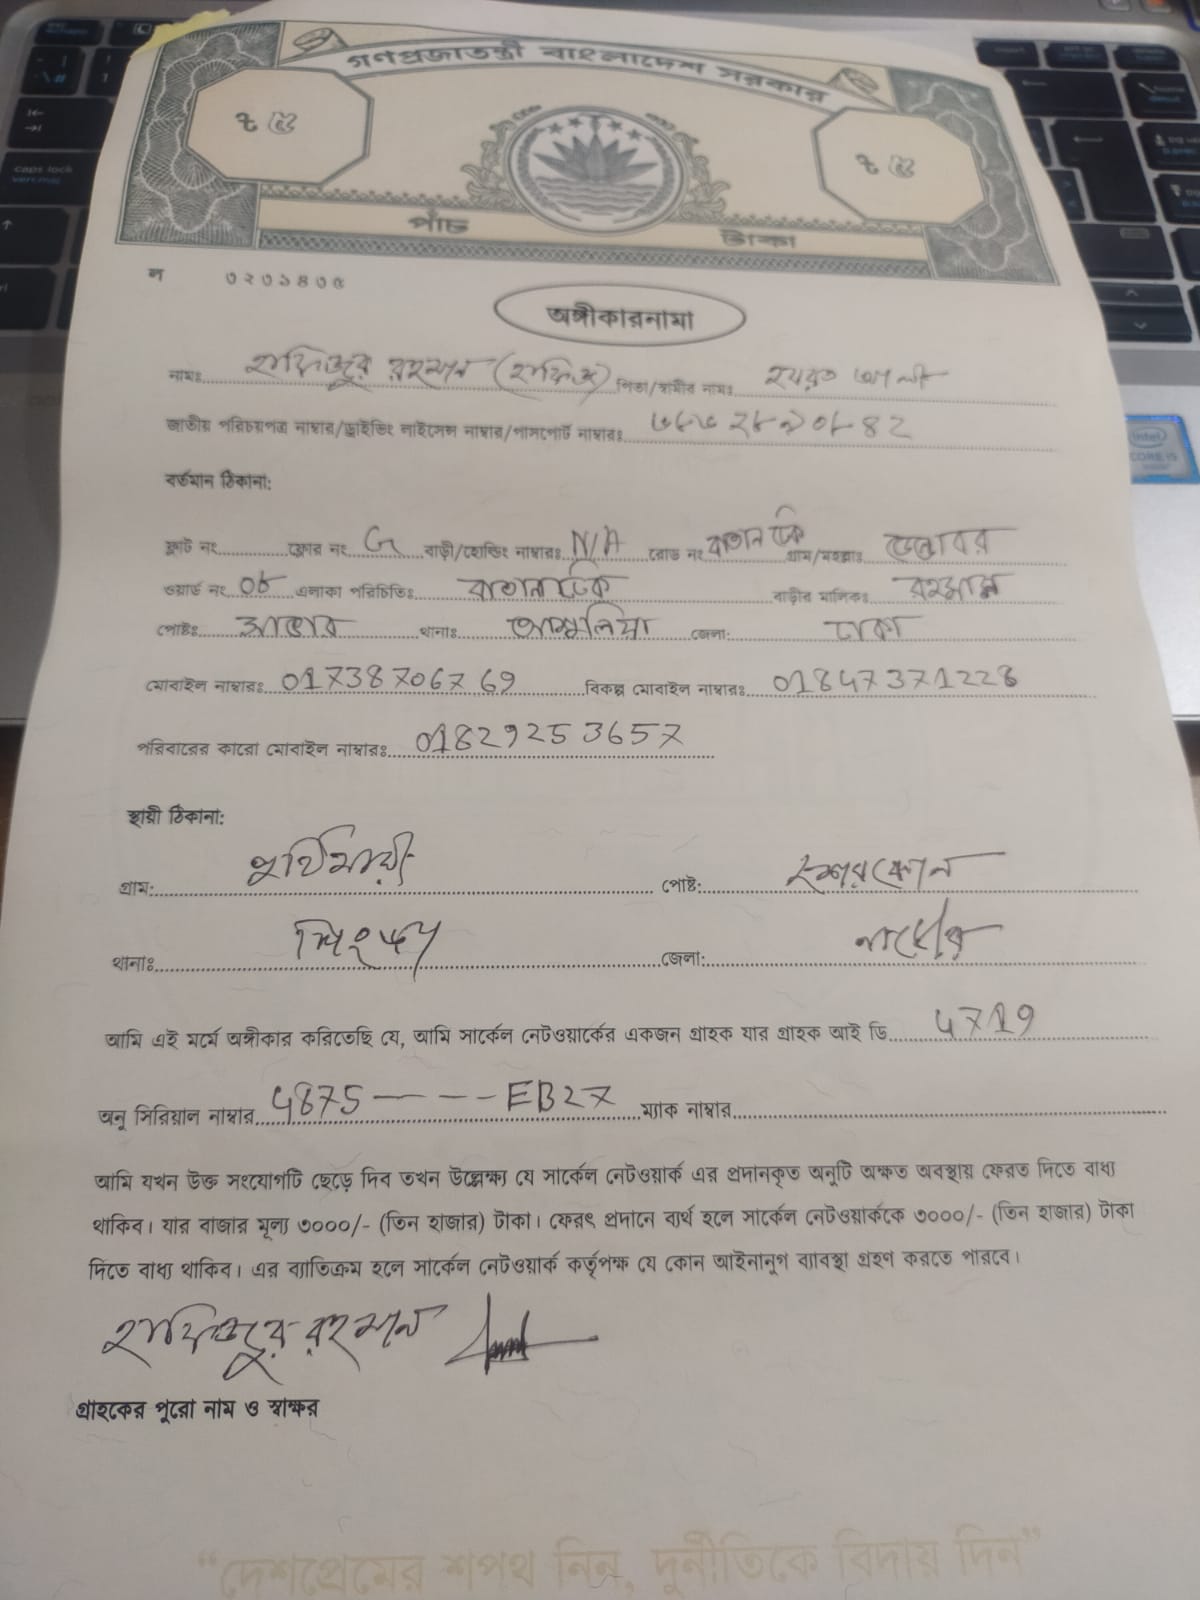 গণপ্রজাতন্ত্রী বাংলাদেশ সরকার
৳ ৫ ৳ ৫
পাঁচ টাকা
ন ৩২৩১৪৩৫
অঙ্গীকারনামা
নামঃ হাফিজুর রহমান (হাফিজ) পিতা/স্বামীর নামঃ হযরত আলী
জাতীয় পরিচয়পত্র নাম্বার/ড্রাইভিং লাইসেন্স নাম্বার/পাসপোর্ট নাম্বারঃ
বর্তমান ঠিকানা:
ফ্লাট নং ফ্লোর নং G বাড়ী/হোল্ডিং নাম্বারঃ N/A রোড নং গ্রাম/মহল্লাঃ
ওয়ার্ড নং ০৮ এলাকা পরিচিতিঃ বাতানটেক বাড়ীর মালিকঃ রহমান
পোষ্টঃ সাভার থানাঃ আশুলিয়া জেলা: ঢাকা
মোবাইল নাম্বারঃ 01738706769 বিকল্প মোবাইল নাম্বারঃ 01847371228
পরিবারের কারো মোবাইল নাম্বারঃ 01829253657
স্থায়ী ঠিকানা:
গ্রাম: পোষ্ট:
থানাঃ সিংড়া জেলা: নাটোর
আমি এই মর্মে অঙ্গীকার করিতেছি যে, আমি সার্কেল নেটওয়ার্কের একজন গ্রাহক যার গ্রাহক আই ডি 4719
অনু সিরিয়াল নাম্বার 4875 ---- EB27 ম্যাক নাম্বার
আমি যখন উক্ত সংযোগটি ছেড়ে দিব তখন উল্লেক্ষ্য যে সার্কেল নেটওয়ার্ক এর প্রদানকৃত অনুটি অক্ষত অবস্থায় ফেরত দিতে বাধ্য
থাকিব। যার বাজার মূল্য ৩০০০/- (তিন হাজার) টাকা। ফেরৎ প্রদানে ব্যর্থ হলে সার্কেল নেটওয়ার্ককে ৩০০০/- (তিন হাজার) টাকা
দিতে বাধ্য থাকিব। এর ব্যাতিক্রম হলে সার্কেল নেটওয়ার্ক কর্তৃপক্ষ যে কোন আইনানুগ ব্যাবস্থা গ্রহণ করতে পারবে।
হাফিজুর রহমান
গ্রাহকের পুরো নাম ও স্বাক্ষর
“দেশপ্রেমের শপথ নিন, দুর্নীতিকে বিদায় দিন”